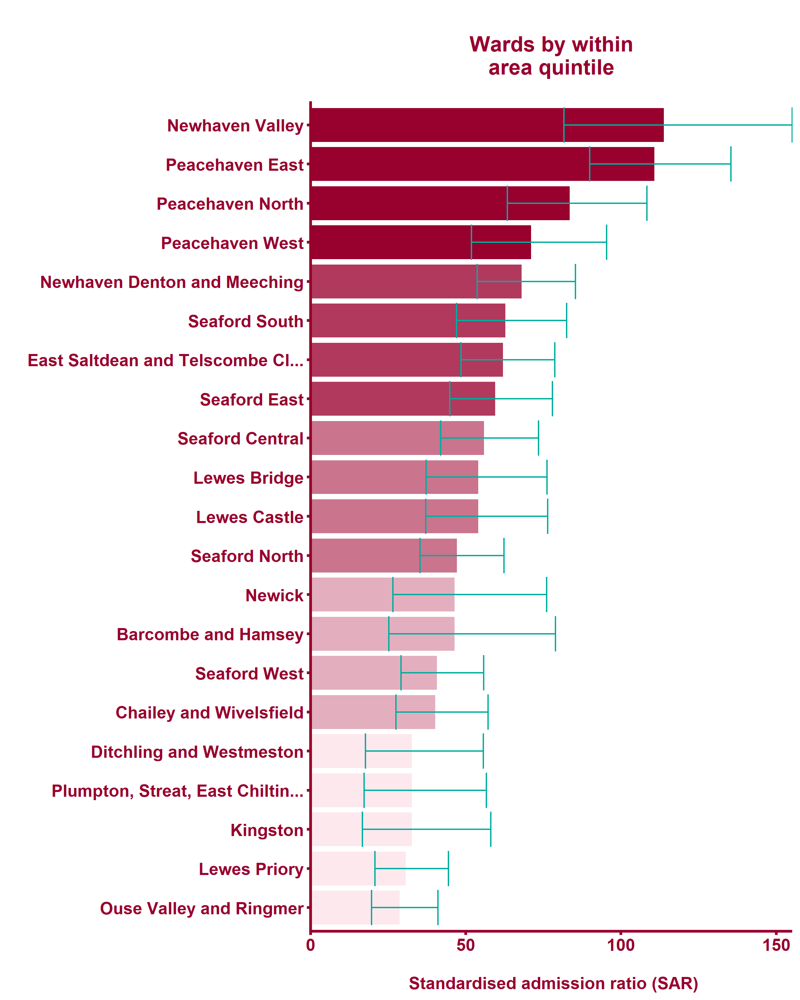 Wards by within
area quintile
Newhaven Valley
Peacehaven East
Peacehaven North
Peacehaven West
Newhaven Denton and Meeching
Seaford South
East Saltdean and Telscombe Cl...
Seaford East
Seaford Central
Lewes Bridge
Lewes Castle
Seaford North
Newick
Barcombe and Hamsey
Seaford West
Chailey and Wivelsfield
Ditchling and Westmeston
Plumpton, Streat, East Chiltin...
Kingston
Lewes Priory
Ouse Valley and Ringmer
0 50 100 150
Standardised admission ratio (SAR)